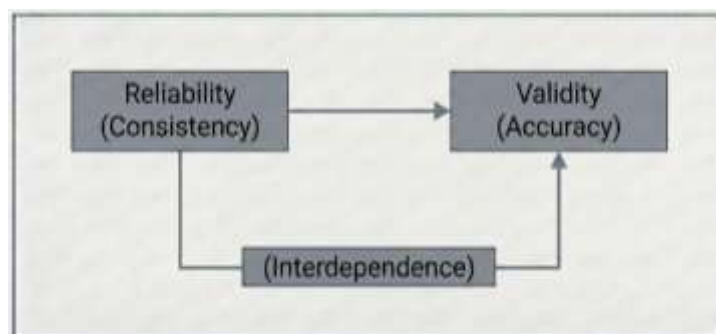 Reliability
(Consistency)
Validity
(Accuracy)
(Interdependence)